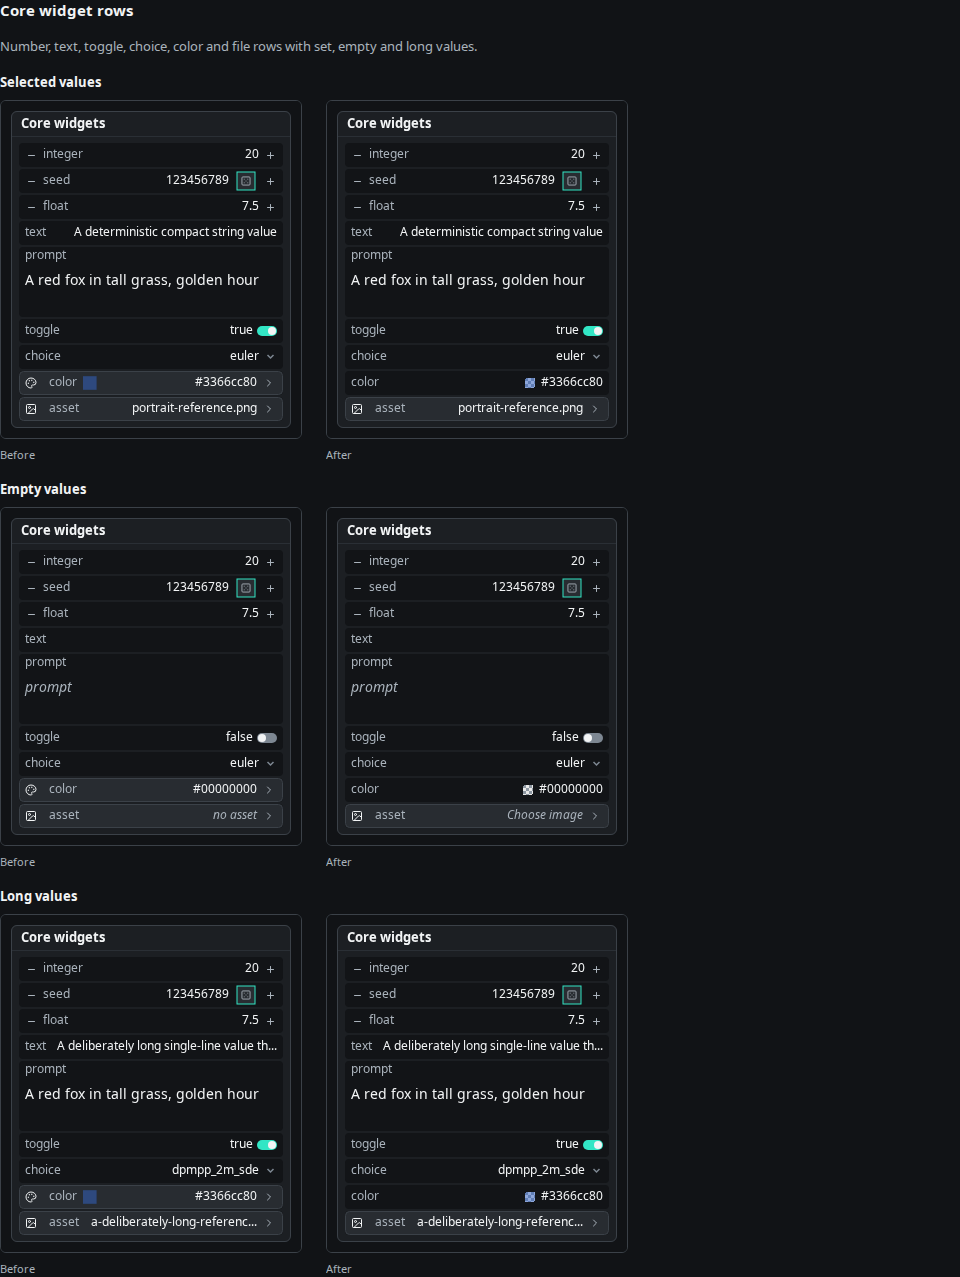 Core widget rows
Number, text, toggle, choice, color and file rows with set, empty and long values.
Selected values
Core widgets
− integer 20 +
− seed 123456789 +
− float 7.5 +
text A deterministic compact string value
prompt
A red fox in tall grass, golden hour
toggle true
choice euler
color #3366cc80
asset portrait-reference.png
Before
Core widgets
− integer 20 +
− seed 123456789 +
− float 7.5 +
text A deterministic compact string value
prompt
A red fox in tall grass, golden hour
toggle true
choice euler
color #3366cc80
asset portrait-reference.png
After
Empty values
Core widgets
− integer 20 +
− seed 123456789 +
− float 7.5 +
text
prompt
prompt
toggle false
choice euler
color #00000000
asset no asset
Before
Core widgets
− integer 20 +
− seed 123456789 +
− float 7.5 +
text
prompt
prompt
toggle false
choice euler
color #00000000
asset Choose image
After
Long values
Core widgets
− integer 20 +
− seed 123456789 +
− float 7.5 +
text A deliberately long single-line value th...
prompt
A red fox in tall grass, golden hour
toggle true
choice dpmpp_2m_sde
color #3366cc80
asset a-deliberately-long-referenc...
Before
Core widgets
− integer 20 +
− seed 123456789 +
− float 7.5 +
text A deliberately long single-line value th...
prompt
A red fox in tall grass, golden hour
toggle true
choice dpmpp_2m_sde
color #3366cc80
asset a-deliberately-long-referenc...
After